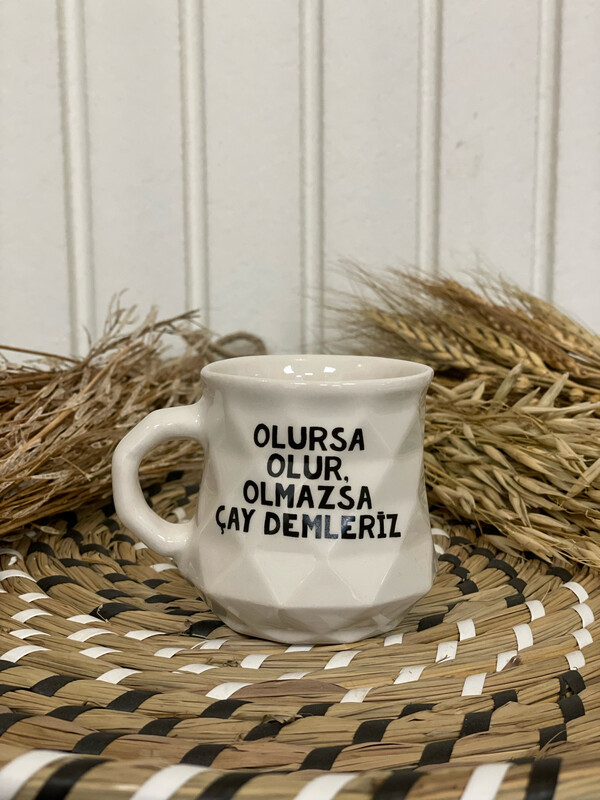 OLURSA
OLUR,
OLMAZSA
ÇAY DEMLERİZ